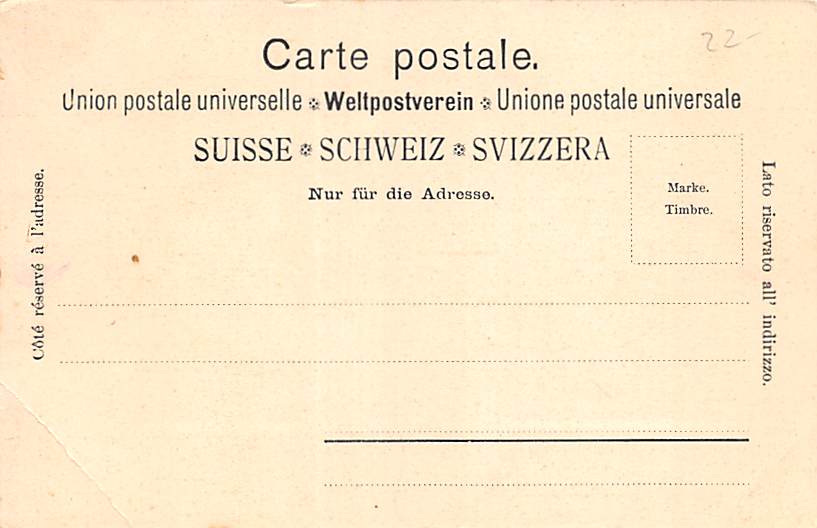 22-
Carte postale.
Union postale universelle ❉ Weltpostverein ❉ Unione postale universale
SUISSE ❉ SCHWEIZ ❉ SVIZZERA
Nur für die Adresse.
Marke.
Timbre.
Côté réservé à l'adresse.
Lato riservato all' indirizzo.